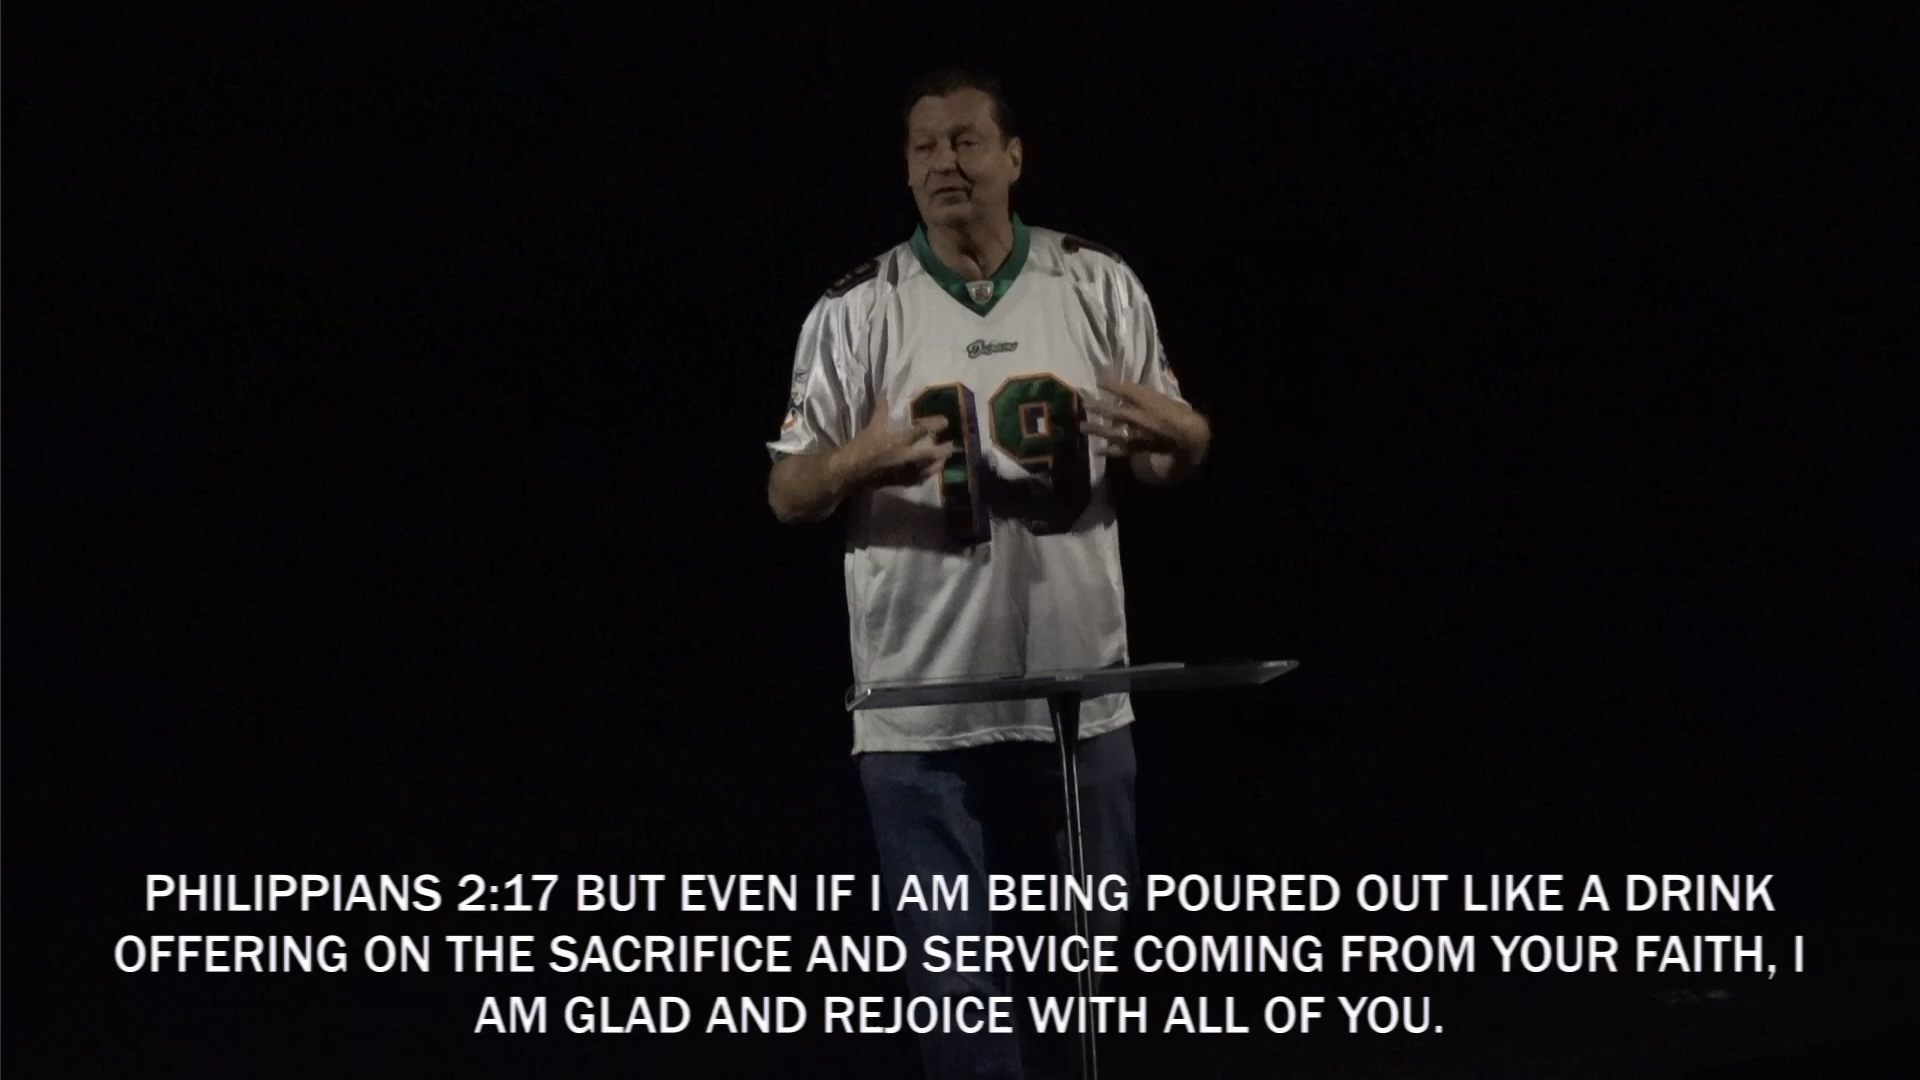 Dolphins
19
PHILIPPIANS 2:17 BUT EVEN IF I AM BEING POURED OUT LIKE A DRINK
OFFERING ON THE SACRIFICE AND SERVICE COMING FROM YOUR FAITH, I
AM GLAD AND REJOICE WITH ALL OF YOU.